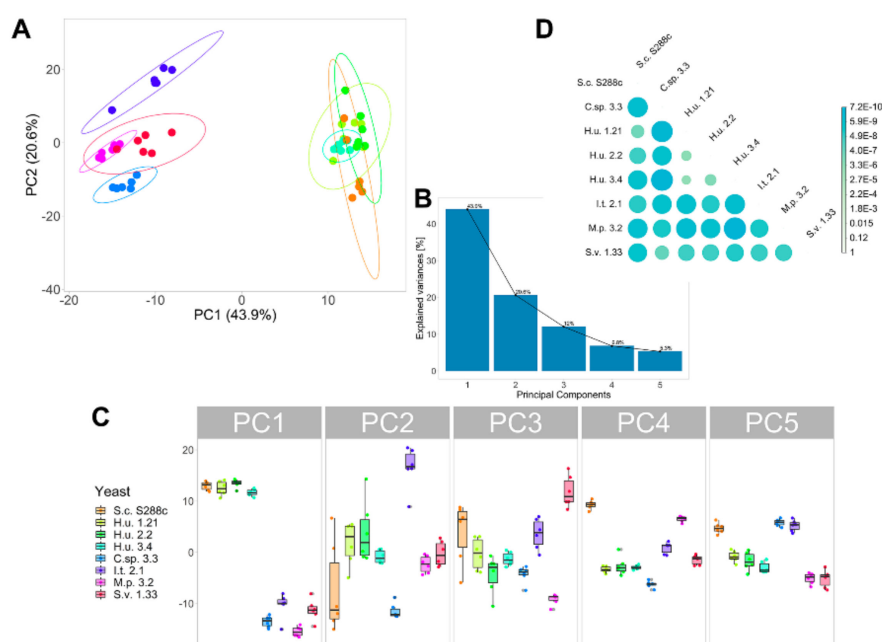 A
20
0
-20
-40
PC2 (20.6%)
-20
-10
0
10
PC1 (43.9%)
B
Explained variances [%]
40
30
20
10
0
43.9%
20.6%
12%
1
2
3
4
5
Principal Components
D
S.c. S288c
C.sp. 3.3
H.u. 1.21
H.u. 2.2
H.u. 3.4
I.t. 2.1
M.p. 3.2
S.v. 1.33
S.c. S288c
C.sp. 3.3
H.u. 1.21
H.u. 2.2
H.u. 3.4
I.t. 2.1
M.p. 3.2
S.v. 1.33
7.2E-10
5.9E-9
4.9E-8
4.0E-7
3.3E-6
2.7E-5
2.2E-4
1.8E-3
0.015
0.12
1
C
PC1
PC2
PC3
PC4
PC5
20
10
0
-10
Yeast
S.c. S288c
H.u. 1.21
H.u. 2.2
H.u. 3.4
C.sp. 3.3
I.t. 2.1
M.p. 3.2
S.v. 1.33